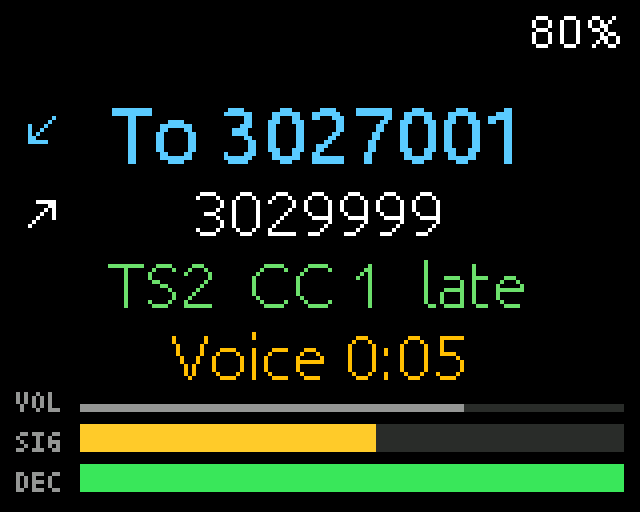 80%
To 3027001
3029999
TS2 CC 1 late
Voice 0:05
VOL
SIG
DEC